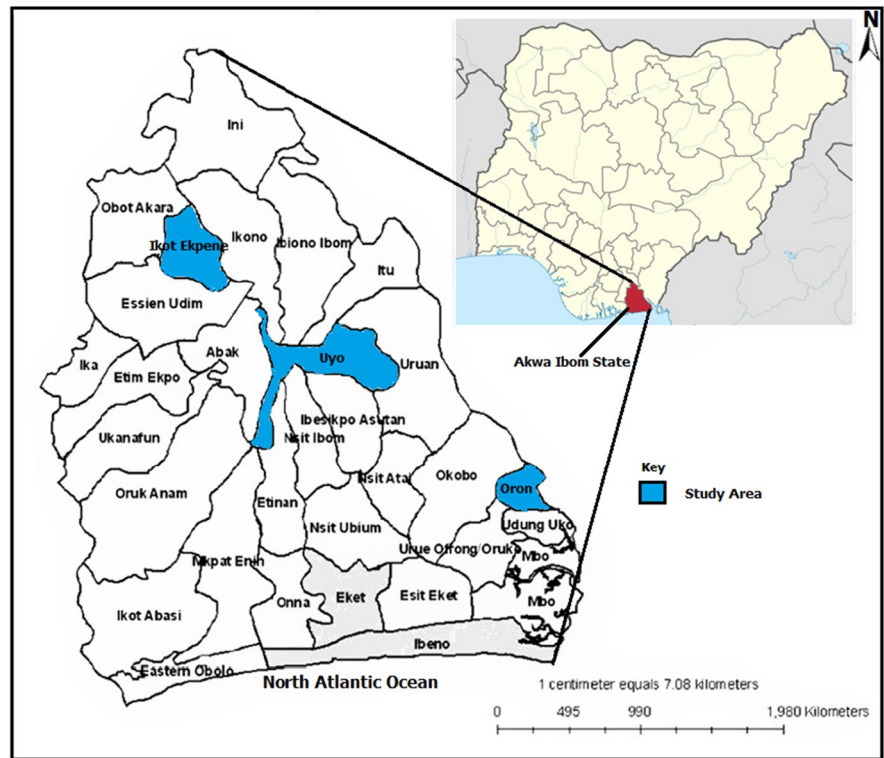 N
Ini
Obot Akara
Ikot Ekpene
Ikono
Ibiono Ibom
Itu
Essien Udim
Akwa Ibom State
Ika
Abak
Uyo
Uruan
Etim Ekpo
Ukanafun
Ibesikpo Asutan
Nsit Ibom
Key
Study Area
Oruk Anam
Etinan
Nsit Atai
Okobo
Oron
Nsit Ubium
Udung Uko
Urue Offong/Oruko
Mbo
Mkpat Enin
Ikot Abasi
Onna
Eket
Esit Eket
Mbo
Ibeno
Eastern Obolo
North Atlantic Ocean
1 centimeter equals 7.08 kilometers
0 495 990 1,980 Kilometers